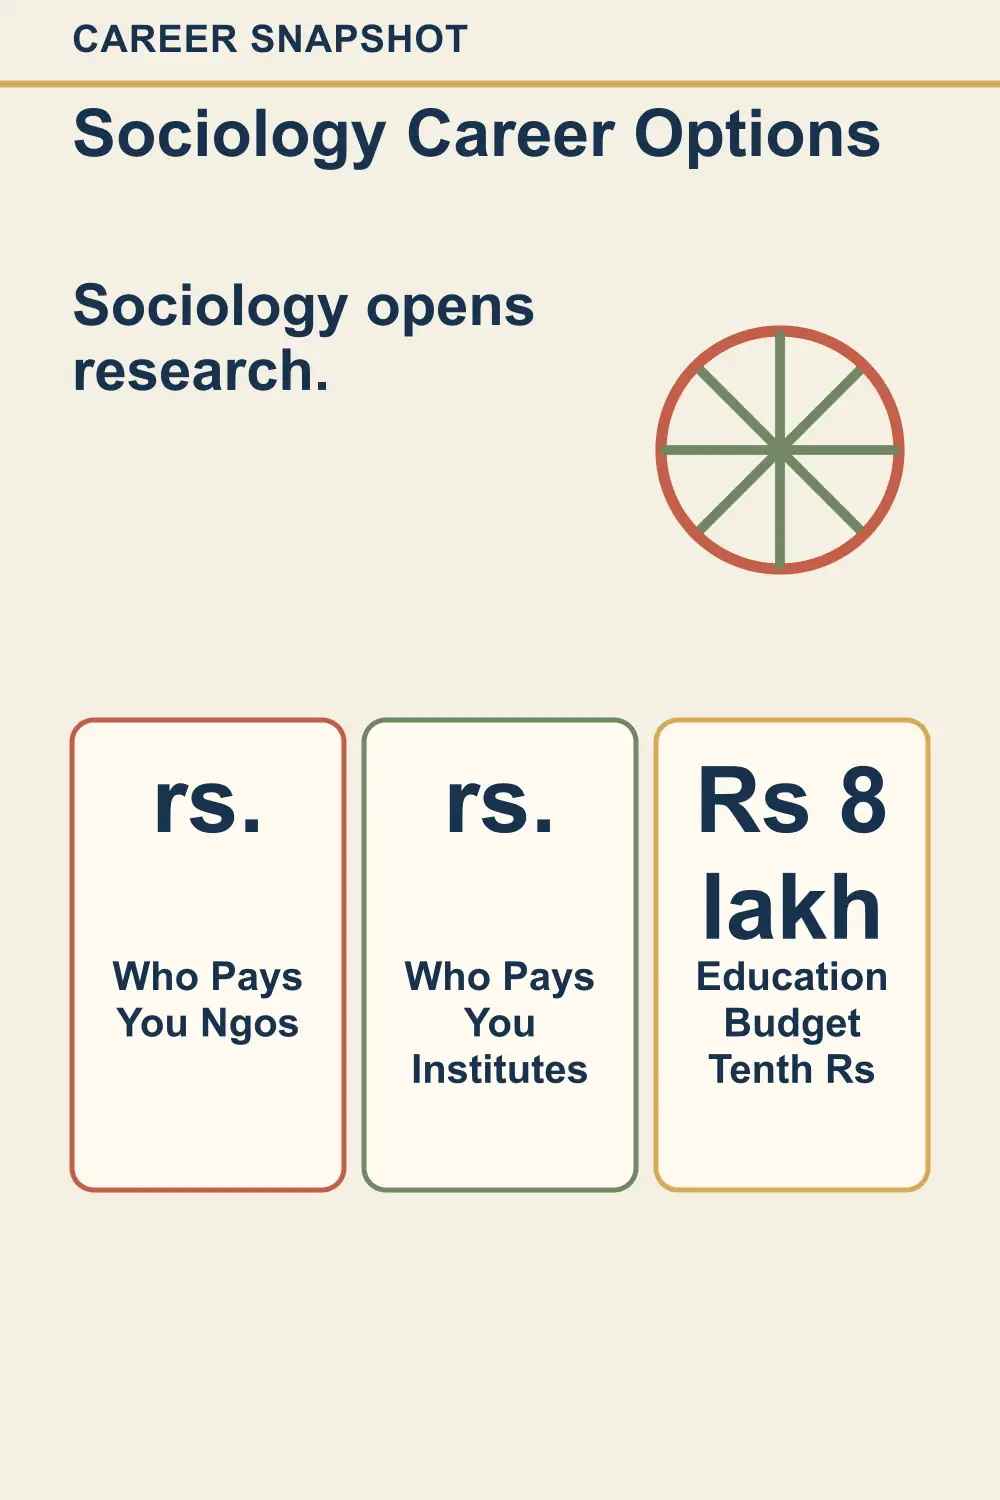 CAREER SNAPSHOT
Sociology Career Options
Sociology opens
research.
rs.
Who Pays
You Ngos
rs.
Who Pays
You
Institutes
Rs 8
lakh
Education
Budget
Tenth Rs